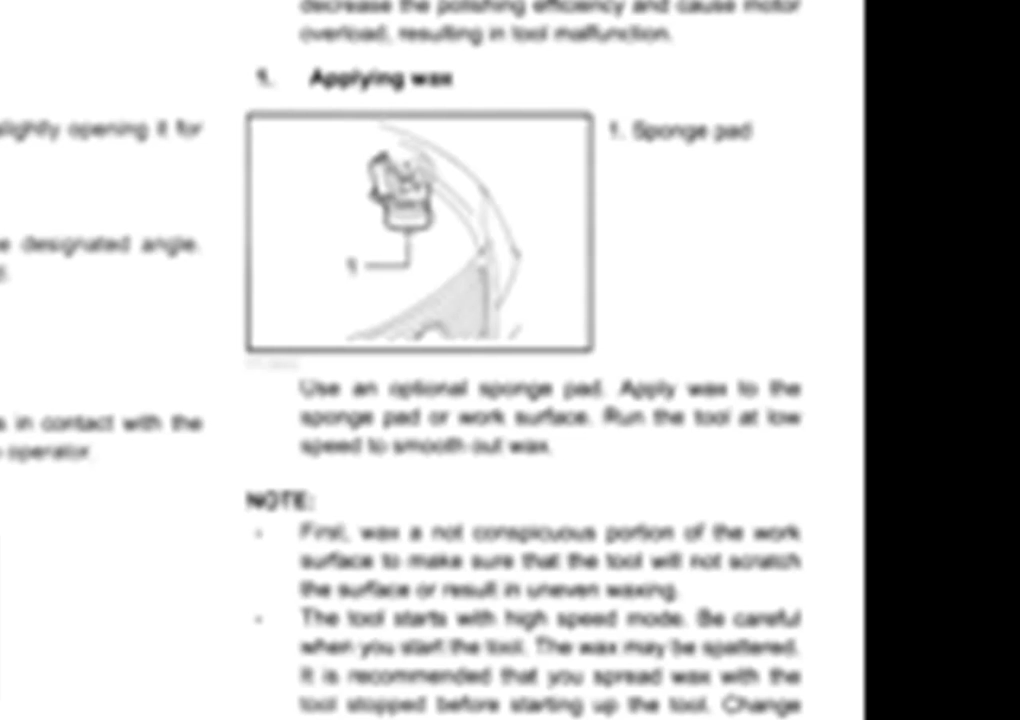 slightly opening it for
e designated angle.
s in contact with the
operator.
decrease the polishing efficiency and cause motor
overload, resulting in tool malfunction.
1. Applying wax
1. Sponge pad
1
Use an optional sponge pad. Apply wax to the
sponge pad or work surface. Run the tool at low
speed to smooth out wax.
NOTE:
- First, wax a not conspicuous portion of the work
surface to make sure that the tool will not scratch
the surface or result in uneven waxing.
- The tool starts with high speed mode. Be careful
when you start the tool. The wax may be spattered.
It is recommended that you spread wax with the
tool stopped before starting up the tool. Change